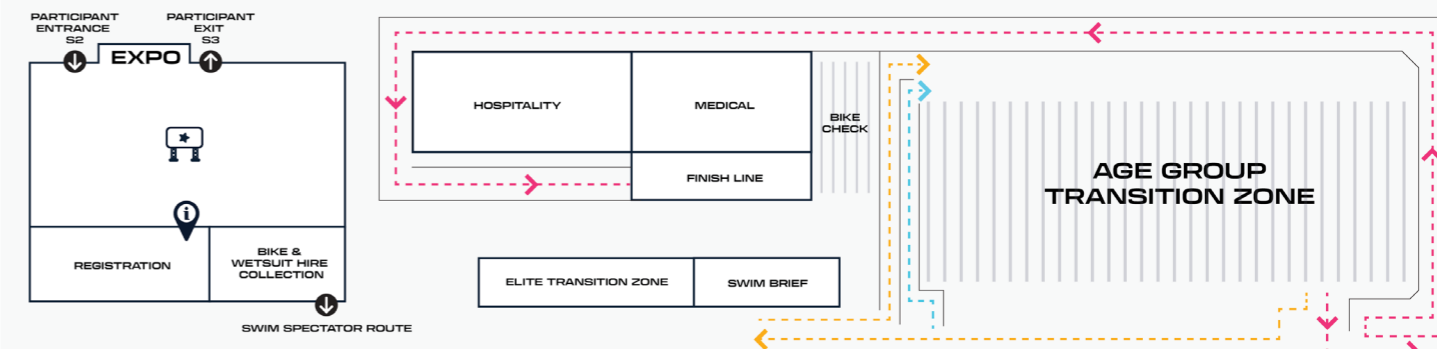 PARTICIPANT
ENTRANCE
S2
PARTICIPANT
EXIT
S3
EXPO
i
REGISTRATION
BIKE &
WETSUIT HIRE
COLLECTION
SWIM SPECTATOR ROUTE
HOSPITALITY
MEDICAL
BIKE
CHECK
FINISH LINE
ELITE TRANSITION ZONE
SWIM BRIEF
AGE GROUP
TRANSITION ZONE